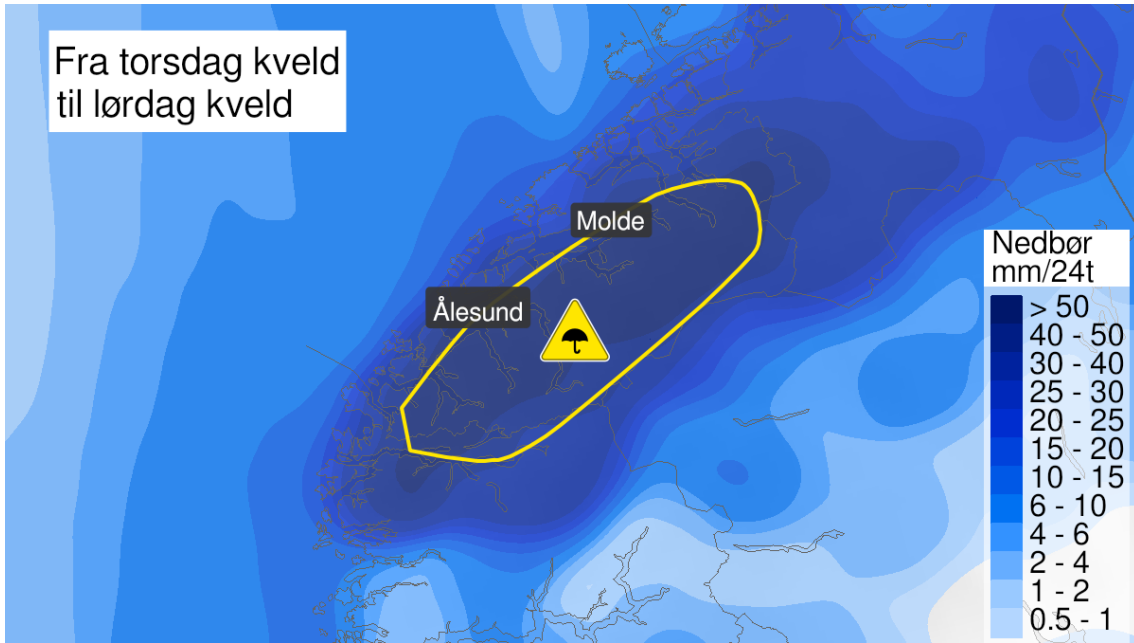 Fra torsdag kveld
til lørdag kveld
Molde
Ålesund
Nedbør
mm/24t
> 50
40 - 50
30 - 40
25 - 30
20 - 25
15 - 20
10 - 15
6 - 10
4 - 6
2 - 4
1 - 2
0.5 - 1